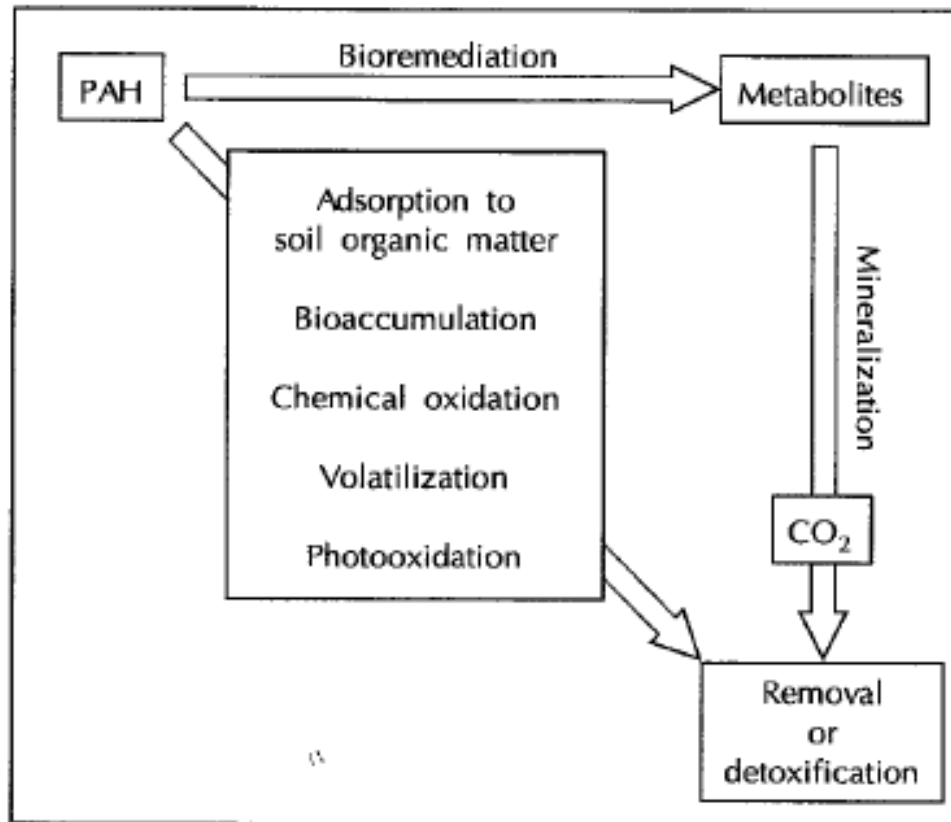 Bioremediation
PAH
Metabolites
Adsorption to
soil organic matter
Bioaccumulation
Chemical oxidation
Volatilization
Photooxidation
Mineralization
CO₂
Removal
or
detoxification